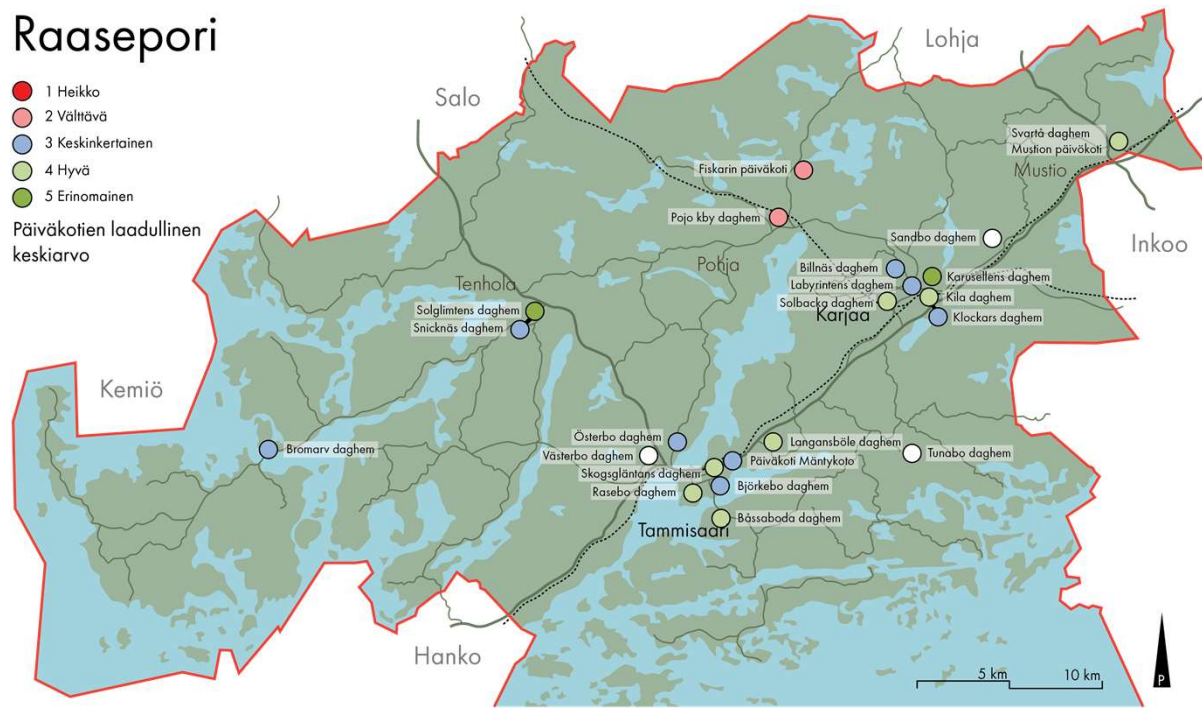 Raasepori
1 Heikko
2 Välttävä
3 Keskinkertainen
4 Hyvä
5 Erinomainen
Päiväkotien laadullinen
keskiarvo
Salo
Lohja
Inkoo
Kemiö
Hanko
Mustio
Pohja
Tenhola
Karjaa
Tammisaari
Svartå daghem
Mustion päiväkoti
Fiskarin päiväkoti
Pojo kby daghem
Sandbo daghem
Billnäs daghem
Karusellens daghem
Labyrintens daghem
Kila daghem
Solbacka daghem
Klockars daghem
Solglimtens daghem
Snicknäs daghem
Bromarv daghem
Österbo daghem
Västerbo daghem
Langansböle daghem
Tunabo daghem
Päiväkoti Mäntykoto
Skogsgläntans daghem
Björkebo daghem
Rasebo daghem
Båssaboda daghem
5 km
10 km
P